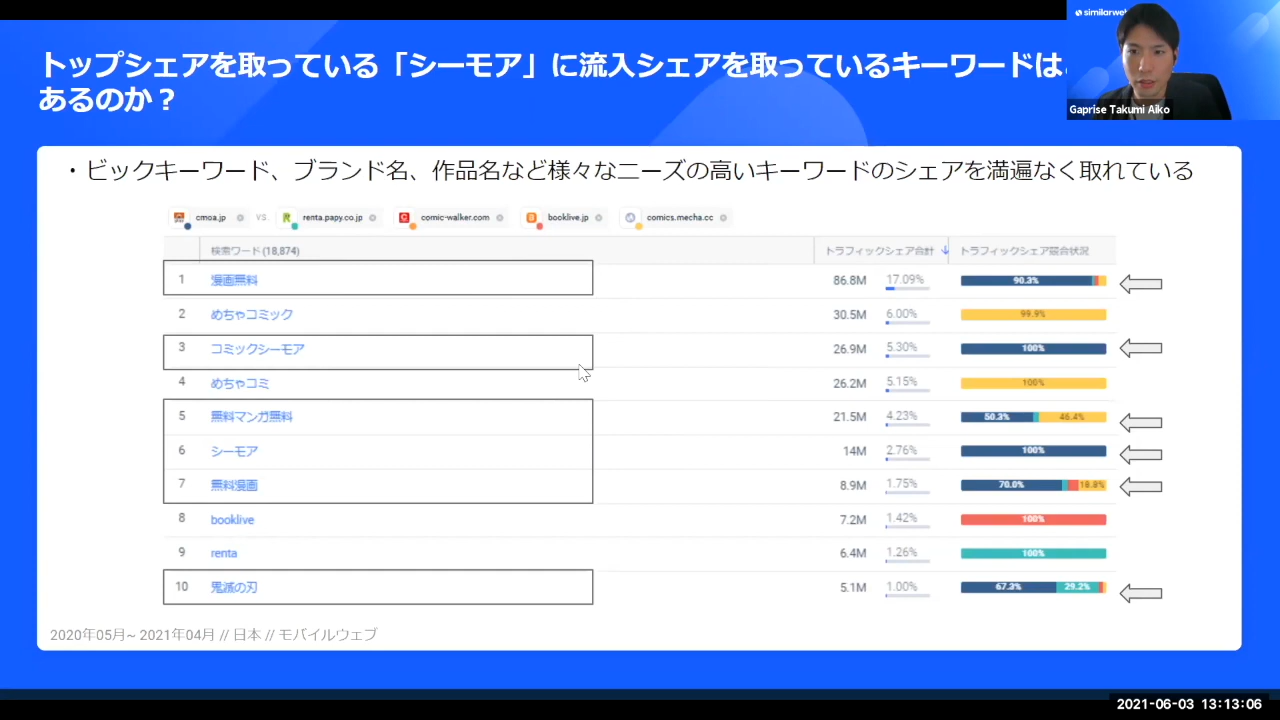 similarweb
Gaprise Takumi Aiko
トップシェアを取っている「シーモア」に流入シェアを取っているキーワードは
あるのか？
・ビックキーワード、ブランド名、作品名など様々なニーズの高いキーワードのシェアを満遍なく取れている
cmoa.jp VS. renta.papy.co.jp comic-walker.com booklive.jp comics.mecha.cc
検索ワード (18,874) トラフィックシェア合計 ↓ トラフィックシェア競合状況
1 漫画無料 86.8M 17.09% 90.3%
2 めちゃコミック 30.5M 6.00% 99.9%
3 コミックシーモア 26.9M 5.30% 100%
4 めちゃコミ 26.2M 5.15% 100%
5 無料マンガ無料 21.5M 4.23% 50.3% 46.4%
6 シーモア 14M 2.76% 100%
7 無料漫画 8.9M 1.75% 70.0% 18.8%
8 booklive 7.2M 1.42% 100%
9 renta 6.4M 1.26% 100%
10 鬼滅の刃 5.1M 1.00% 67.3% 29.2%
2020年05月~ 2021年04月 // 日本 // モバイルウェブ
2021-06-03 13:13:06